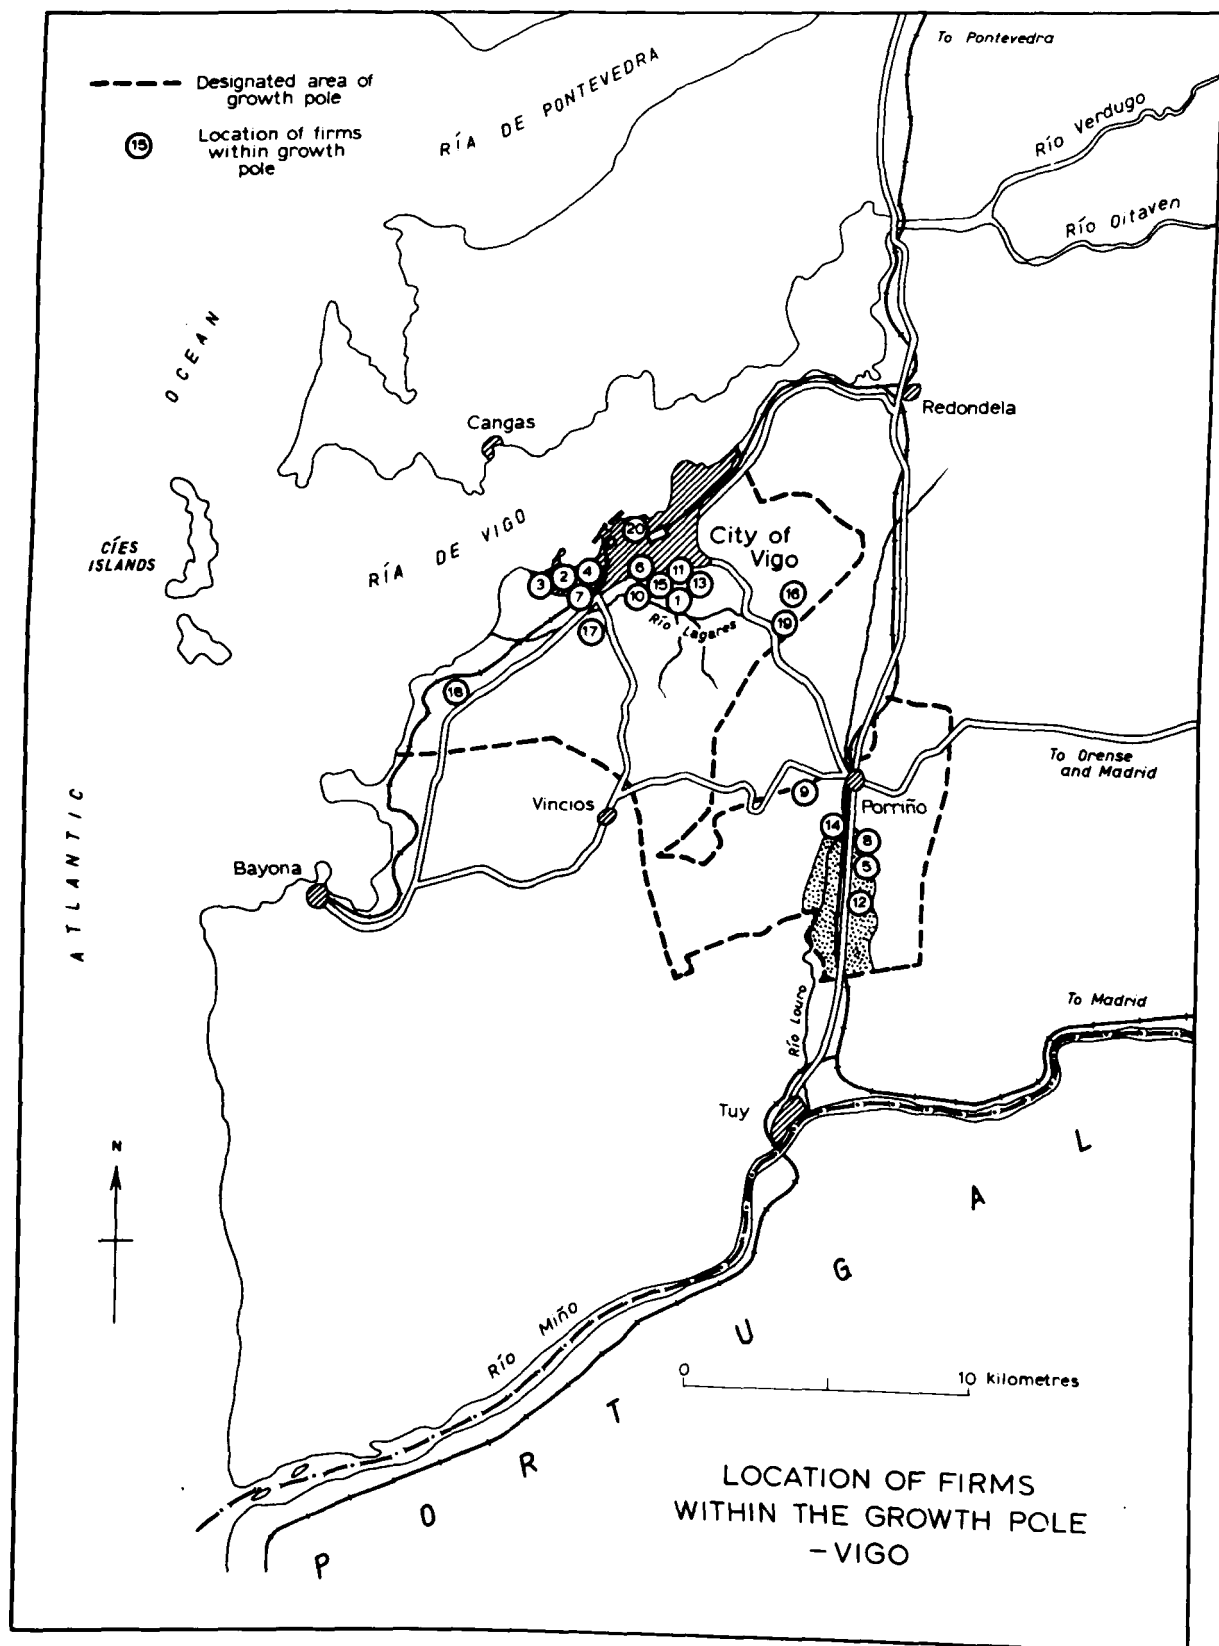 To Pontevedra
Designated area of
growth pole
15
Location of firms
within growth
pole
RÍA DE PONTEVEDRA
Río Verdugo
Río Oitaven
OCEAN
Cangas
Redondela
CÍES
ISLANDS
RÍA DE VIGO
20
City of
Vigo
3
2
4
6
11
7
10
15
13
1
16
19
17
Río Lagares
18
To Orense
and Madrid
9
Porriño
Vincios
14
8
5
12
Bayona
ATLANTIC
To Madrid
Río Louro
Tuy
N
Río Miño
PORTUGAL
0
10 kilometres
LOCATION OF FIRMS
WITHIN THE GROWTH POLE
-VIGO